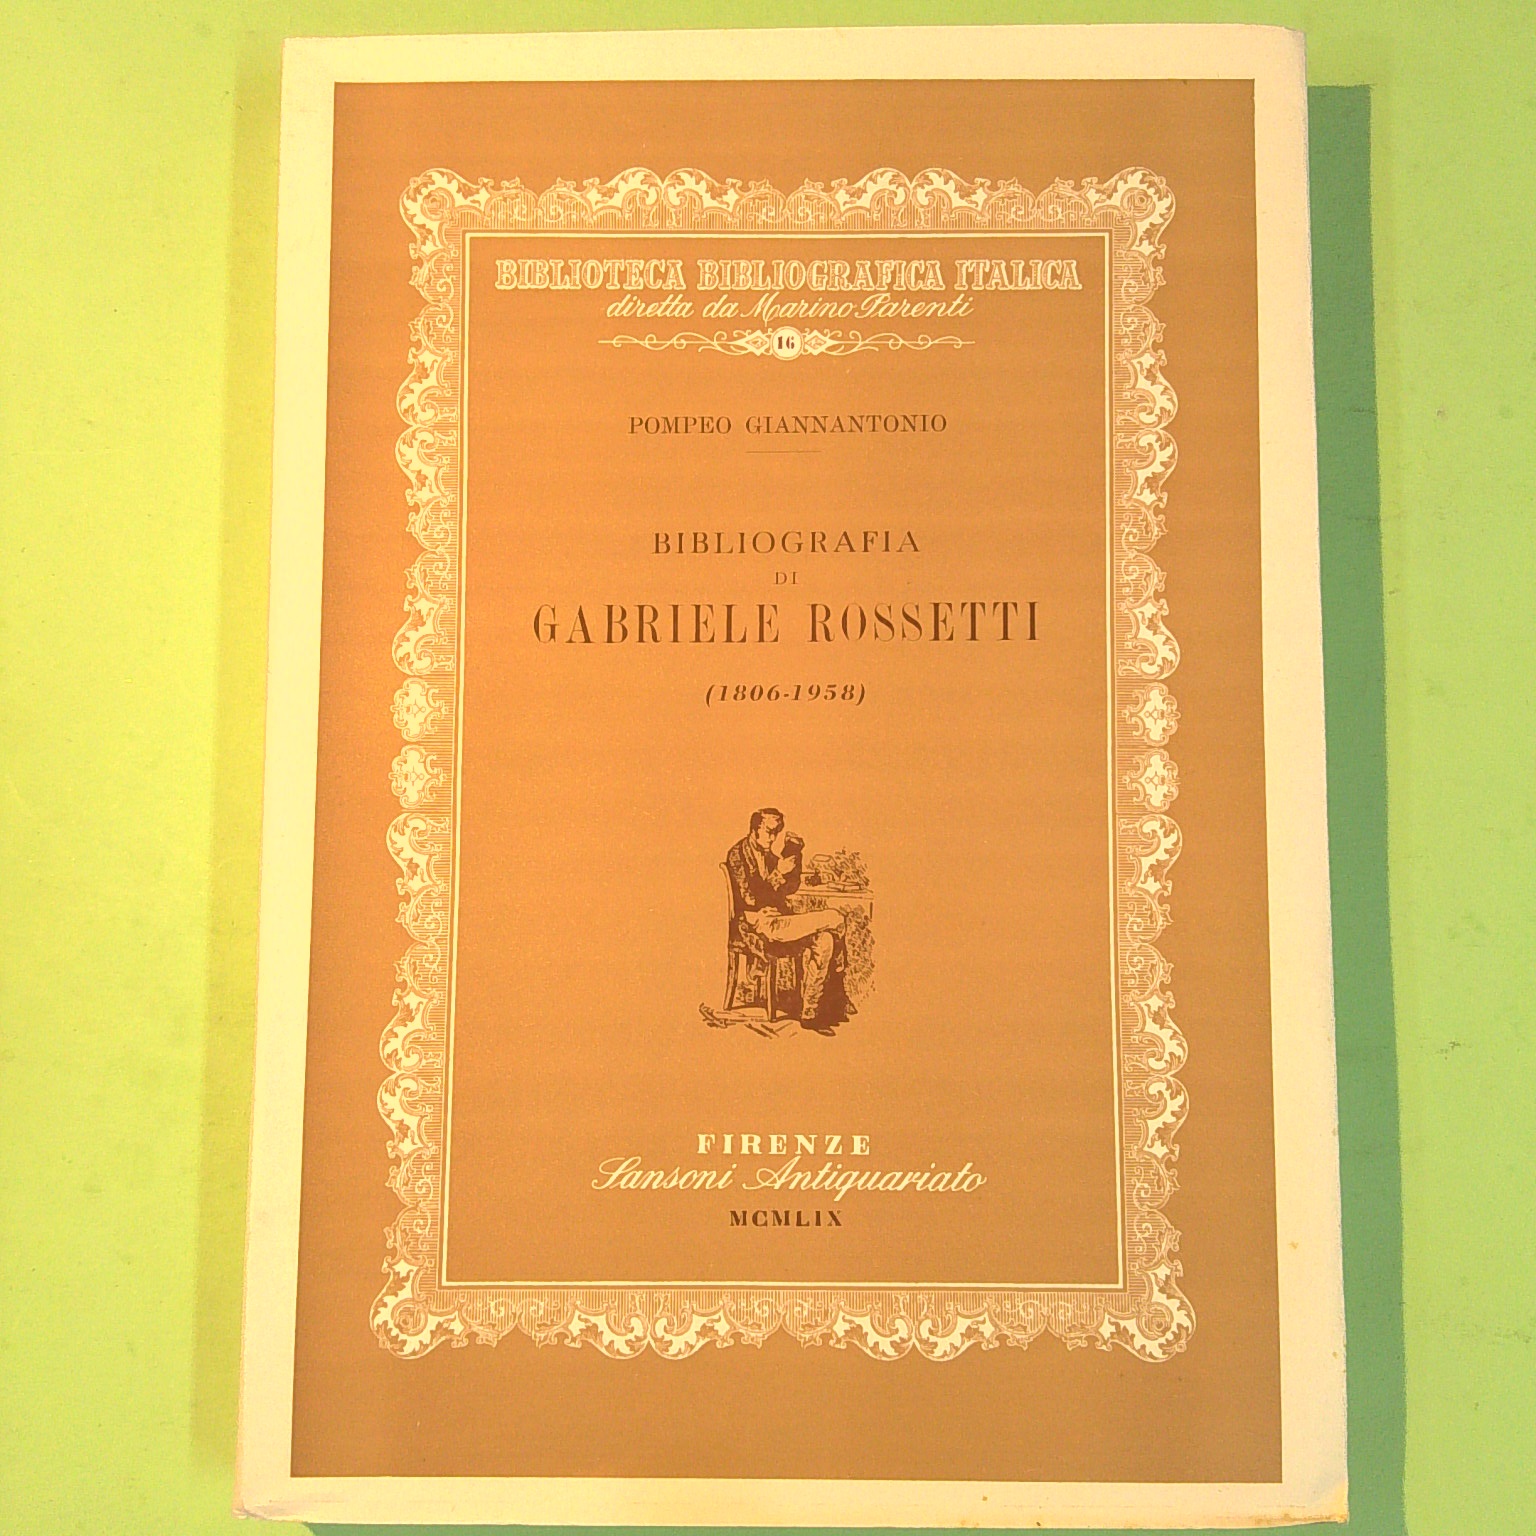 BIBLIOTECA BIBLIOGRAFICA ITALICA
diretta da Marino Parenti
16
POMPEO GIANNANTONIO
BIBLIOGRAFIA
DI
GABRIELE ROSSETTI
(1806-1958)
FIRENZE
Sansoni Antiquariato
MCMLIX